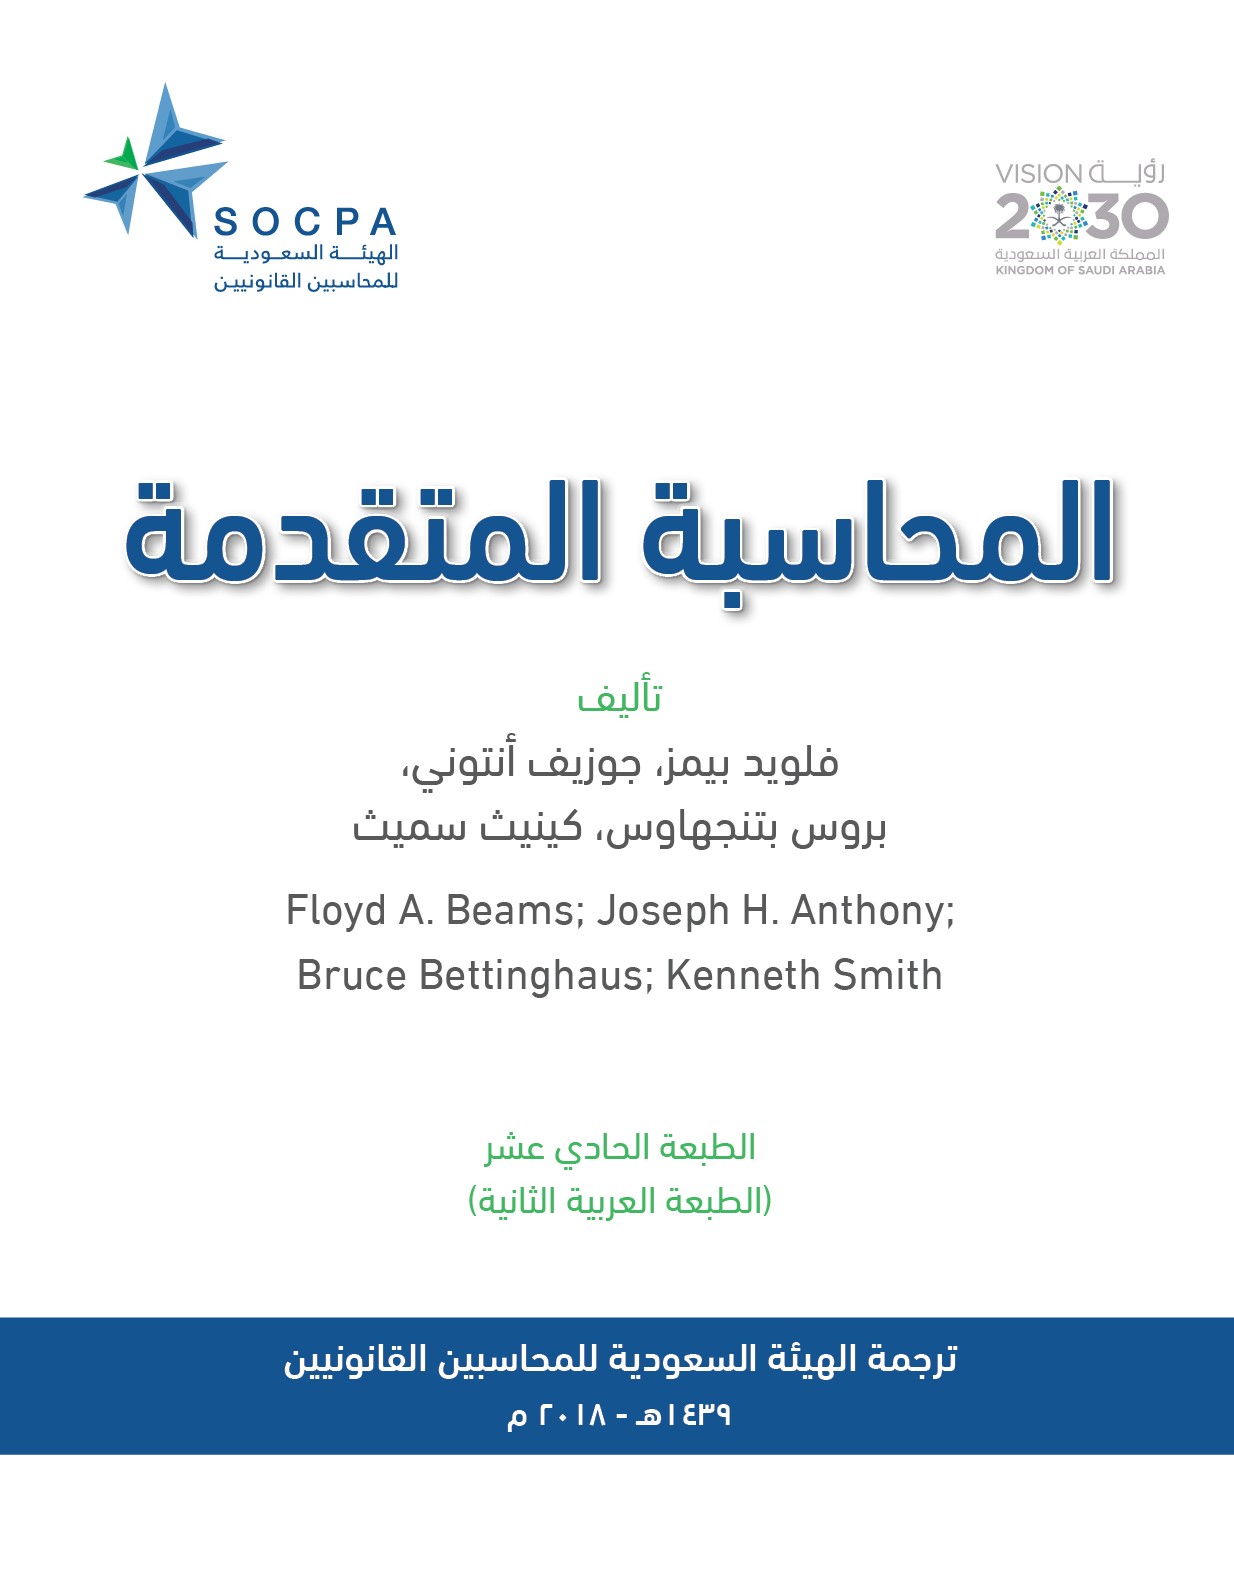 SOCPA
الهيئة السعودية
للمحاسبين القانونيين
VISION رؤية
2030
المملكة العربية السعودية
KINGDOM OF SAUDI ARABIA
المحاسبة المتقدمة
تأليف
فلويد بيمز، جوزيف أنتوني،
بروس بتنجهاوس، كينيث سميث
Floyd A. Beams; Joseph H. Anthony;
Bruce Bettinghaus; Kenneth Smith
الطبعة الحادي عشر
(الطبعة العربية الثانية)
ترجمة الهيئة السعودية للمحاسبين القانونيين
١٤٣٩هـ - ٢٠١٨ م